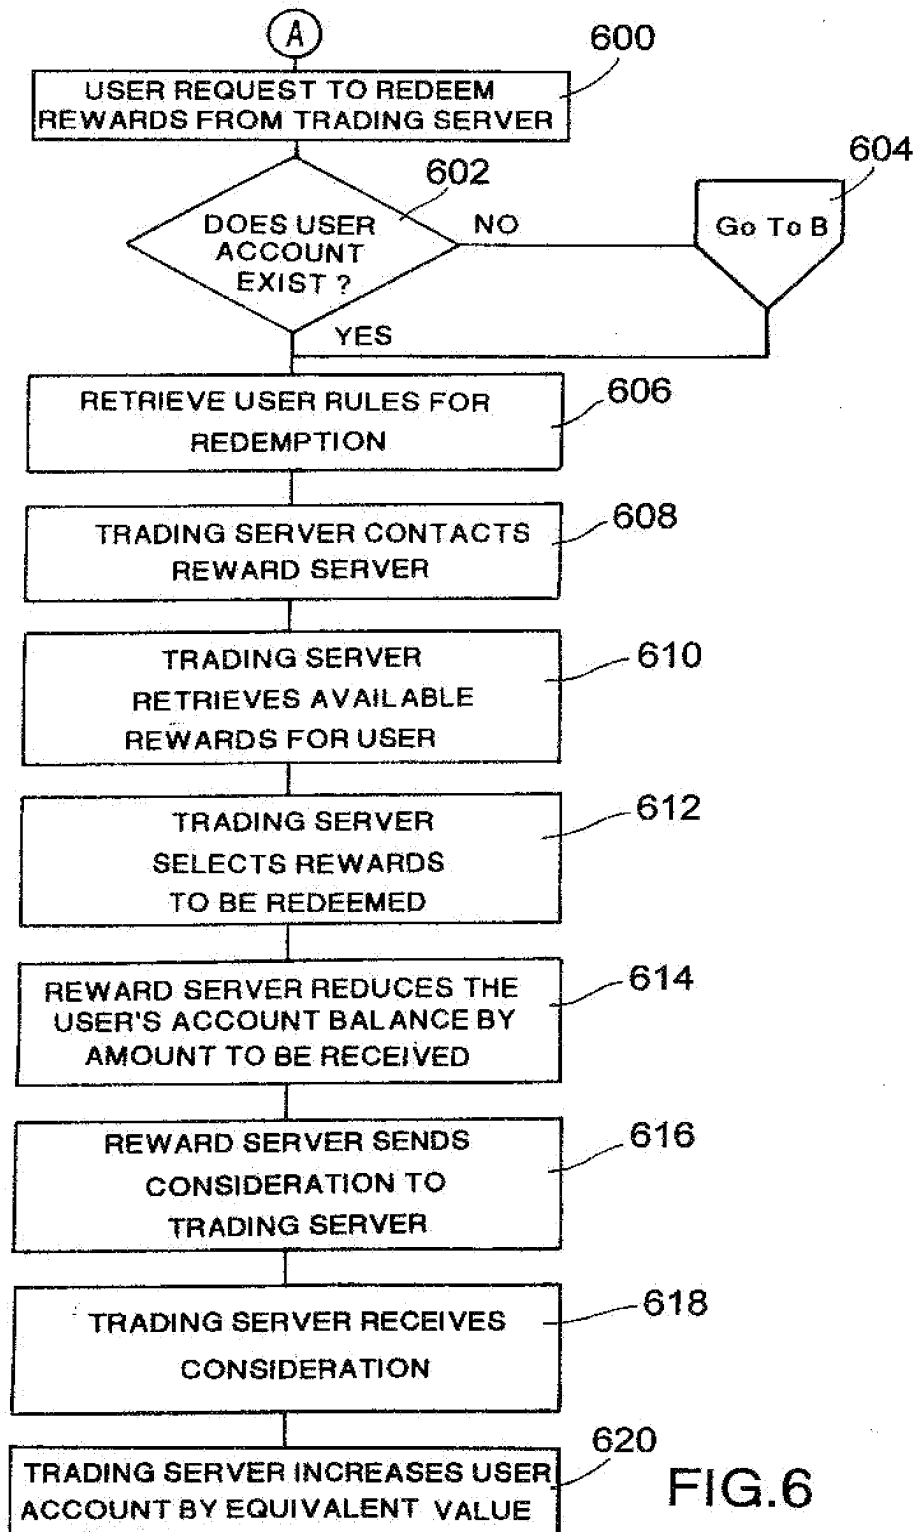 A
600
USER REQUEST TO REDEEM
REWARDS FROM TRADING SERVER
602
604
DOES USER
ACCOUNT
EXIST ?
NO
Go To B
YES
606
RETRIEVE USER RULES FOR
REDEMPTION
608
TRADING SERVER CONTACTS
REWARD SERVER
610
TRADING SERVER
RETRIEVES AVAILABLE
REWARDS FOR USER
612
TRADING SERVER
SELECTS REWARDS
TO BE REDEEMED
614
REWARD SERVER REDUCES THE
USER'S ACCOUNT BALANCE BY
AMOUNT TO BE RECEIVED
616
REWARD SERVER SENDS
CONSIDERATION TO
TRADING SERVER
618
TRADING SERVER RECEIVES
CONSIDERATION
620
TRADING SERVER INCREASES USER
ACCOUNT BY EQUIVALENT VALUE
FIG.6